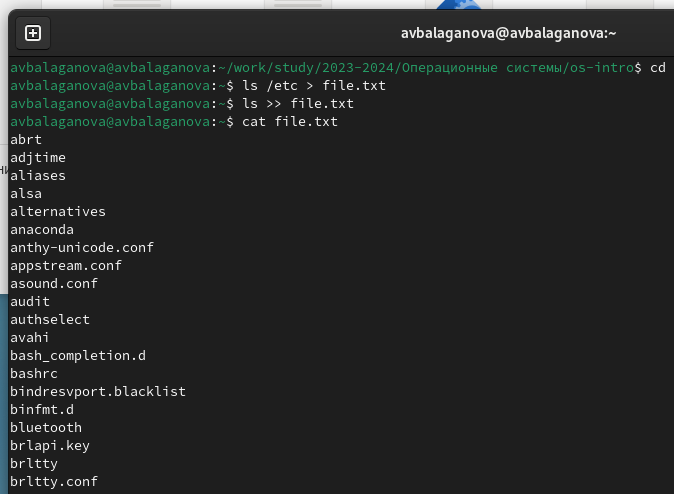 avbalaganova@avbalaganova:~
avbalaganova@avbalaganova:~/work/study/2023-2024/Операционные системы/os-intro$ cd
avbalaganova@avbalaganova:~$ ls /etc > file.txt
avbalaganova@avbalaganova:~$ ls >> file.txt
avbalaganova@avbalaganova:~$ cat file.txt
abrt
adjtime
aliases
alsa
alternatives
anaconda
anthy-unicode.conf
appstream.conf
asound.conf
audit
authselect
avahi
bash_completion.d
bashrc
bindresvport.blacklist
binfmt.d
bluetooth
brlapi.key
brltty
brltty.conf